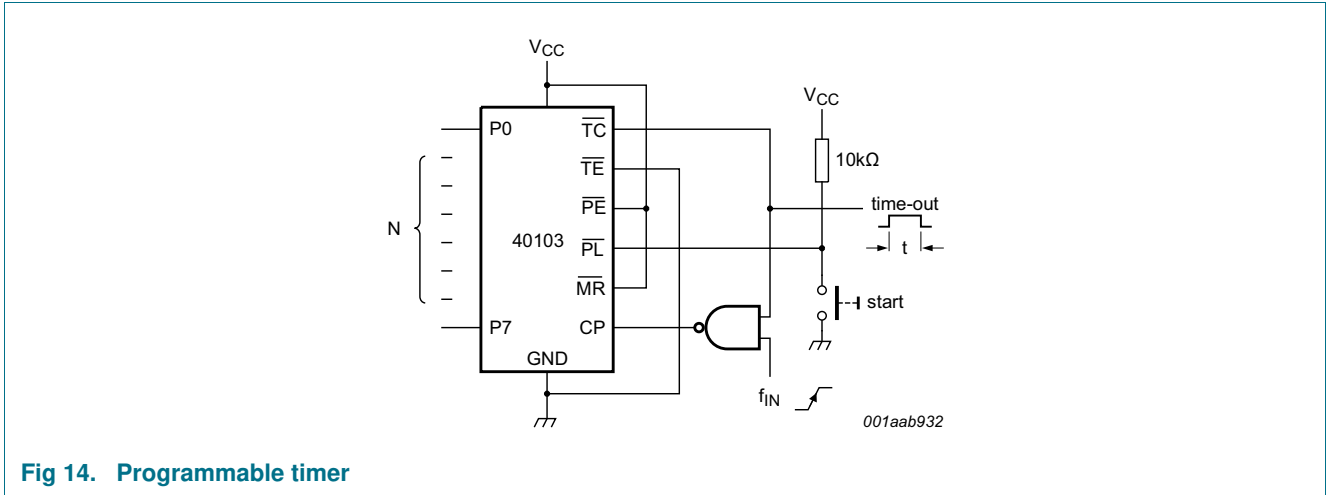 VCC
VCC
P0
TC
TE
10kΩ
time-out
PE
N
40103
PL
t
MR
start
P7
CP
GND
fIN
001aab932
Fig 14. Programmable timer